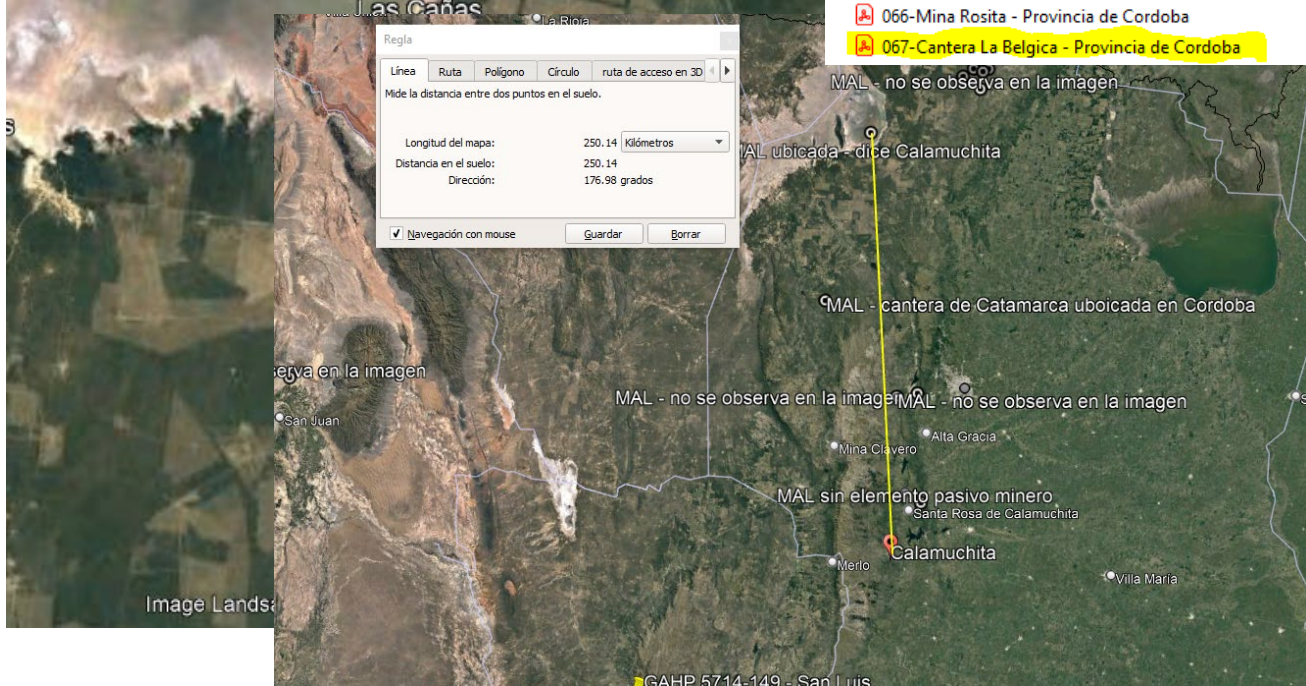 Las Cañas
La Rioja
066-Mina Rosita - Provincia de Cordoba
067-Cantera La Belgica - Provincia de Cordoba
Regla
Línea
Ruta
Polígono
Círculo
ruta de acceso en 3D
Mide la distancia entre dos puntos en el suelo.
Longitud del mapa: 250.14 Kilómetros
Distancia en el suelo: 250.14
Dirección: 176.98 grados
Navegación con mouse
Guardar
Borrar
MAL - no se observa en la imagen
AL ubicada - dice Calamuchita
MAL - cantera de Catamarca uboicada en Córdoba
serva en la imagen
MAL - no se observa en la imagen
MAL - no se observa en la imagen
San Juan
Alta Gracia
Mina Clavero
MAL sin elemento pasivo minero
Santa Rosa de Calamuchita
Calamuchita
Merlo
Villa María
Image Landsa
GAHP 5714-149 - San Luis